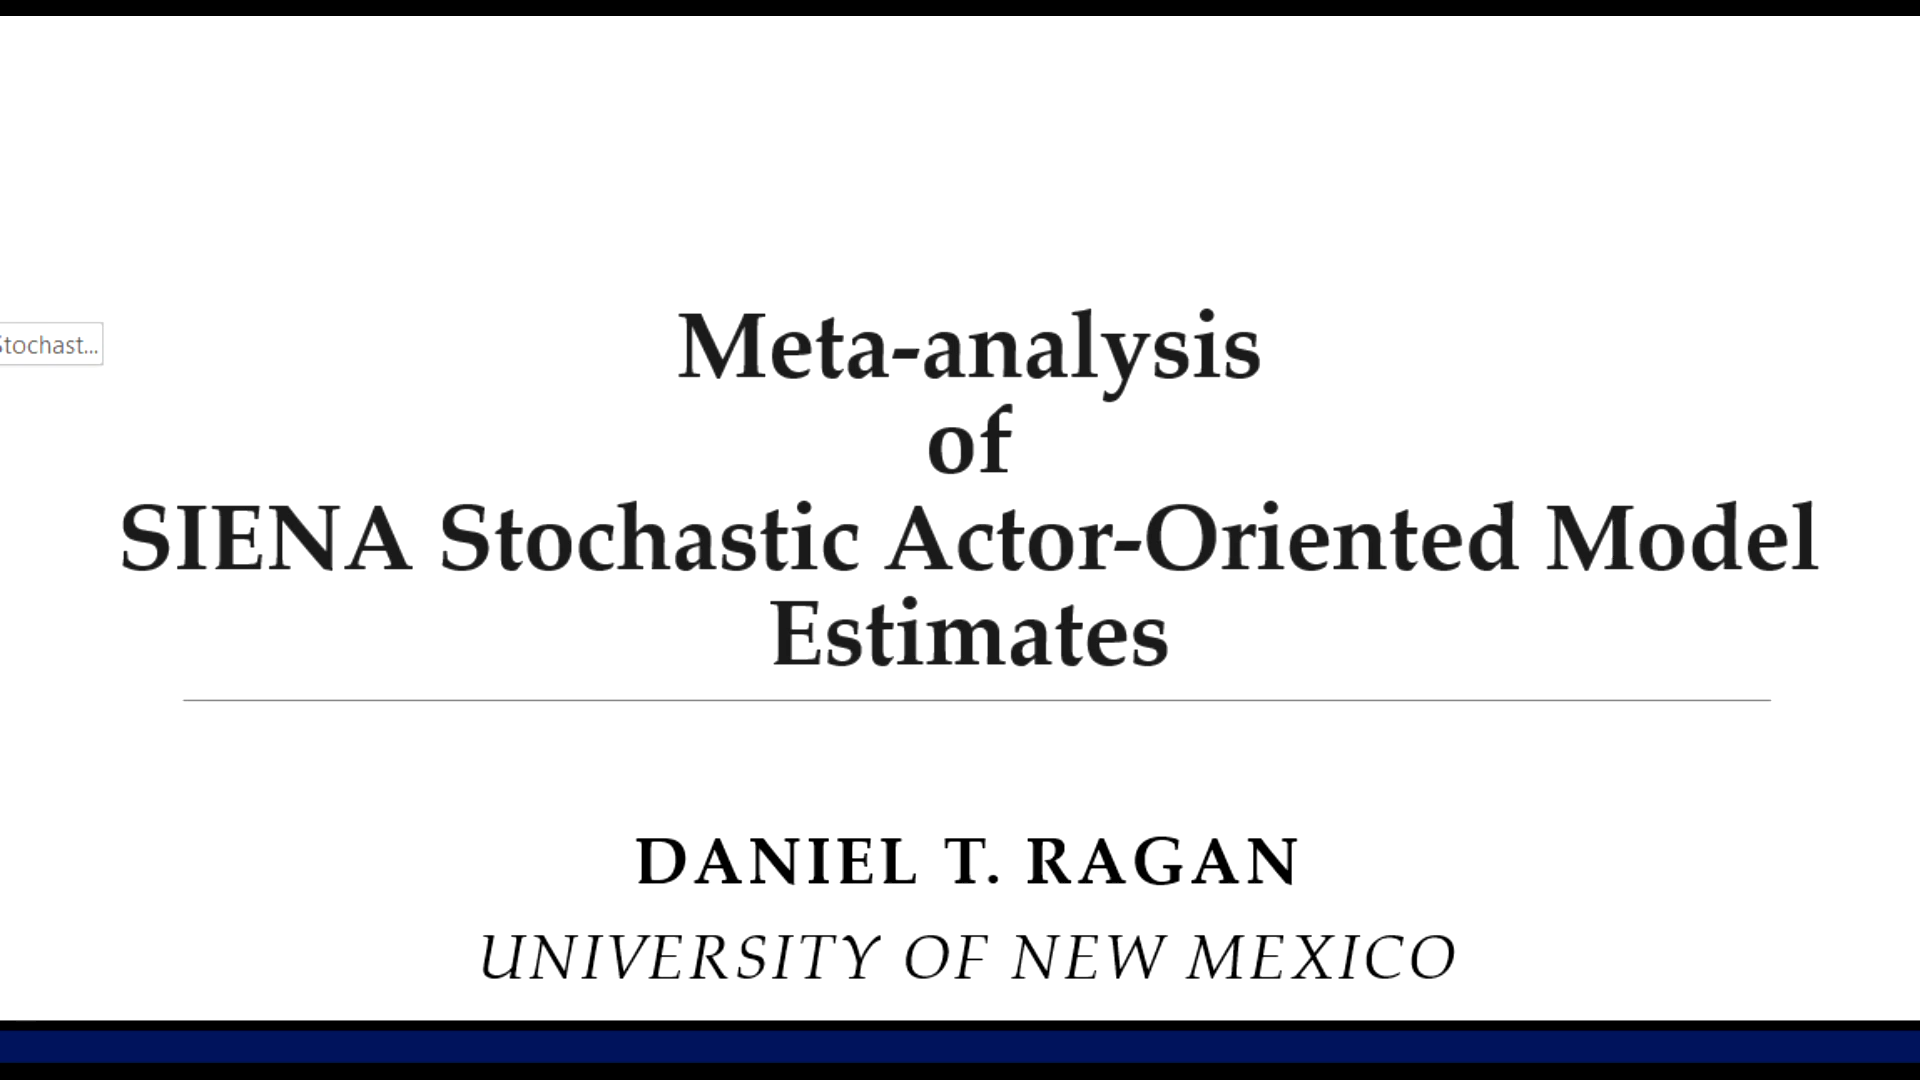 Meta-analysis
of
SIENA Stochastic Actor-Oriented Model
Estimates
Stochast...
DANIEL T. RAGAN
UNIVERSITY OF NEW MEXICO